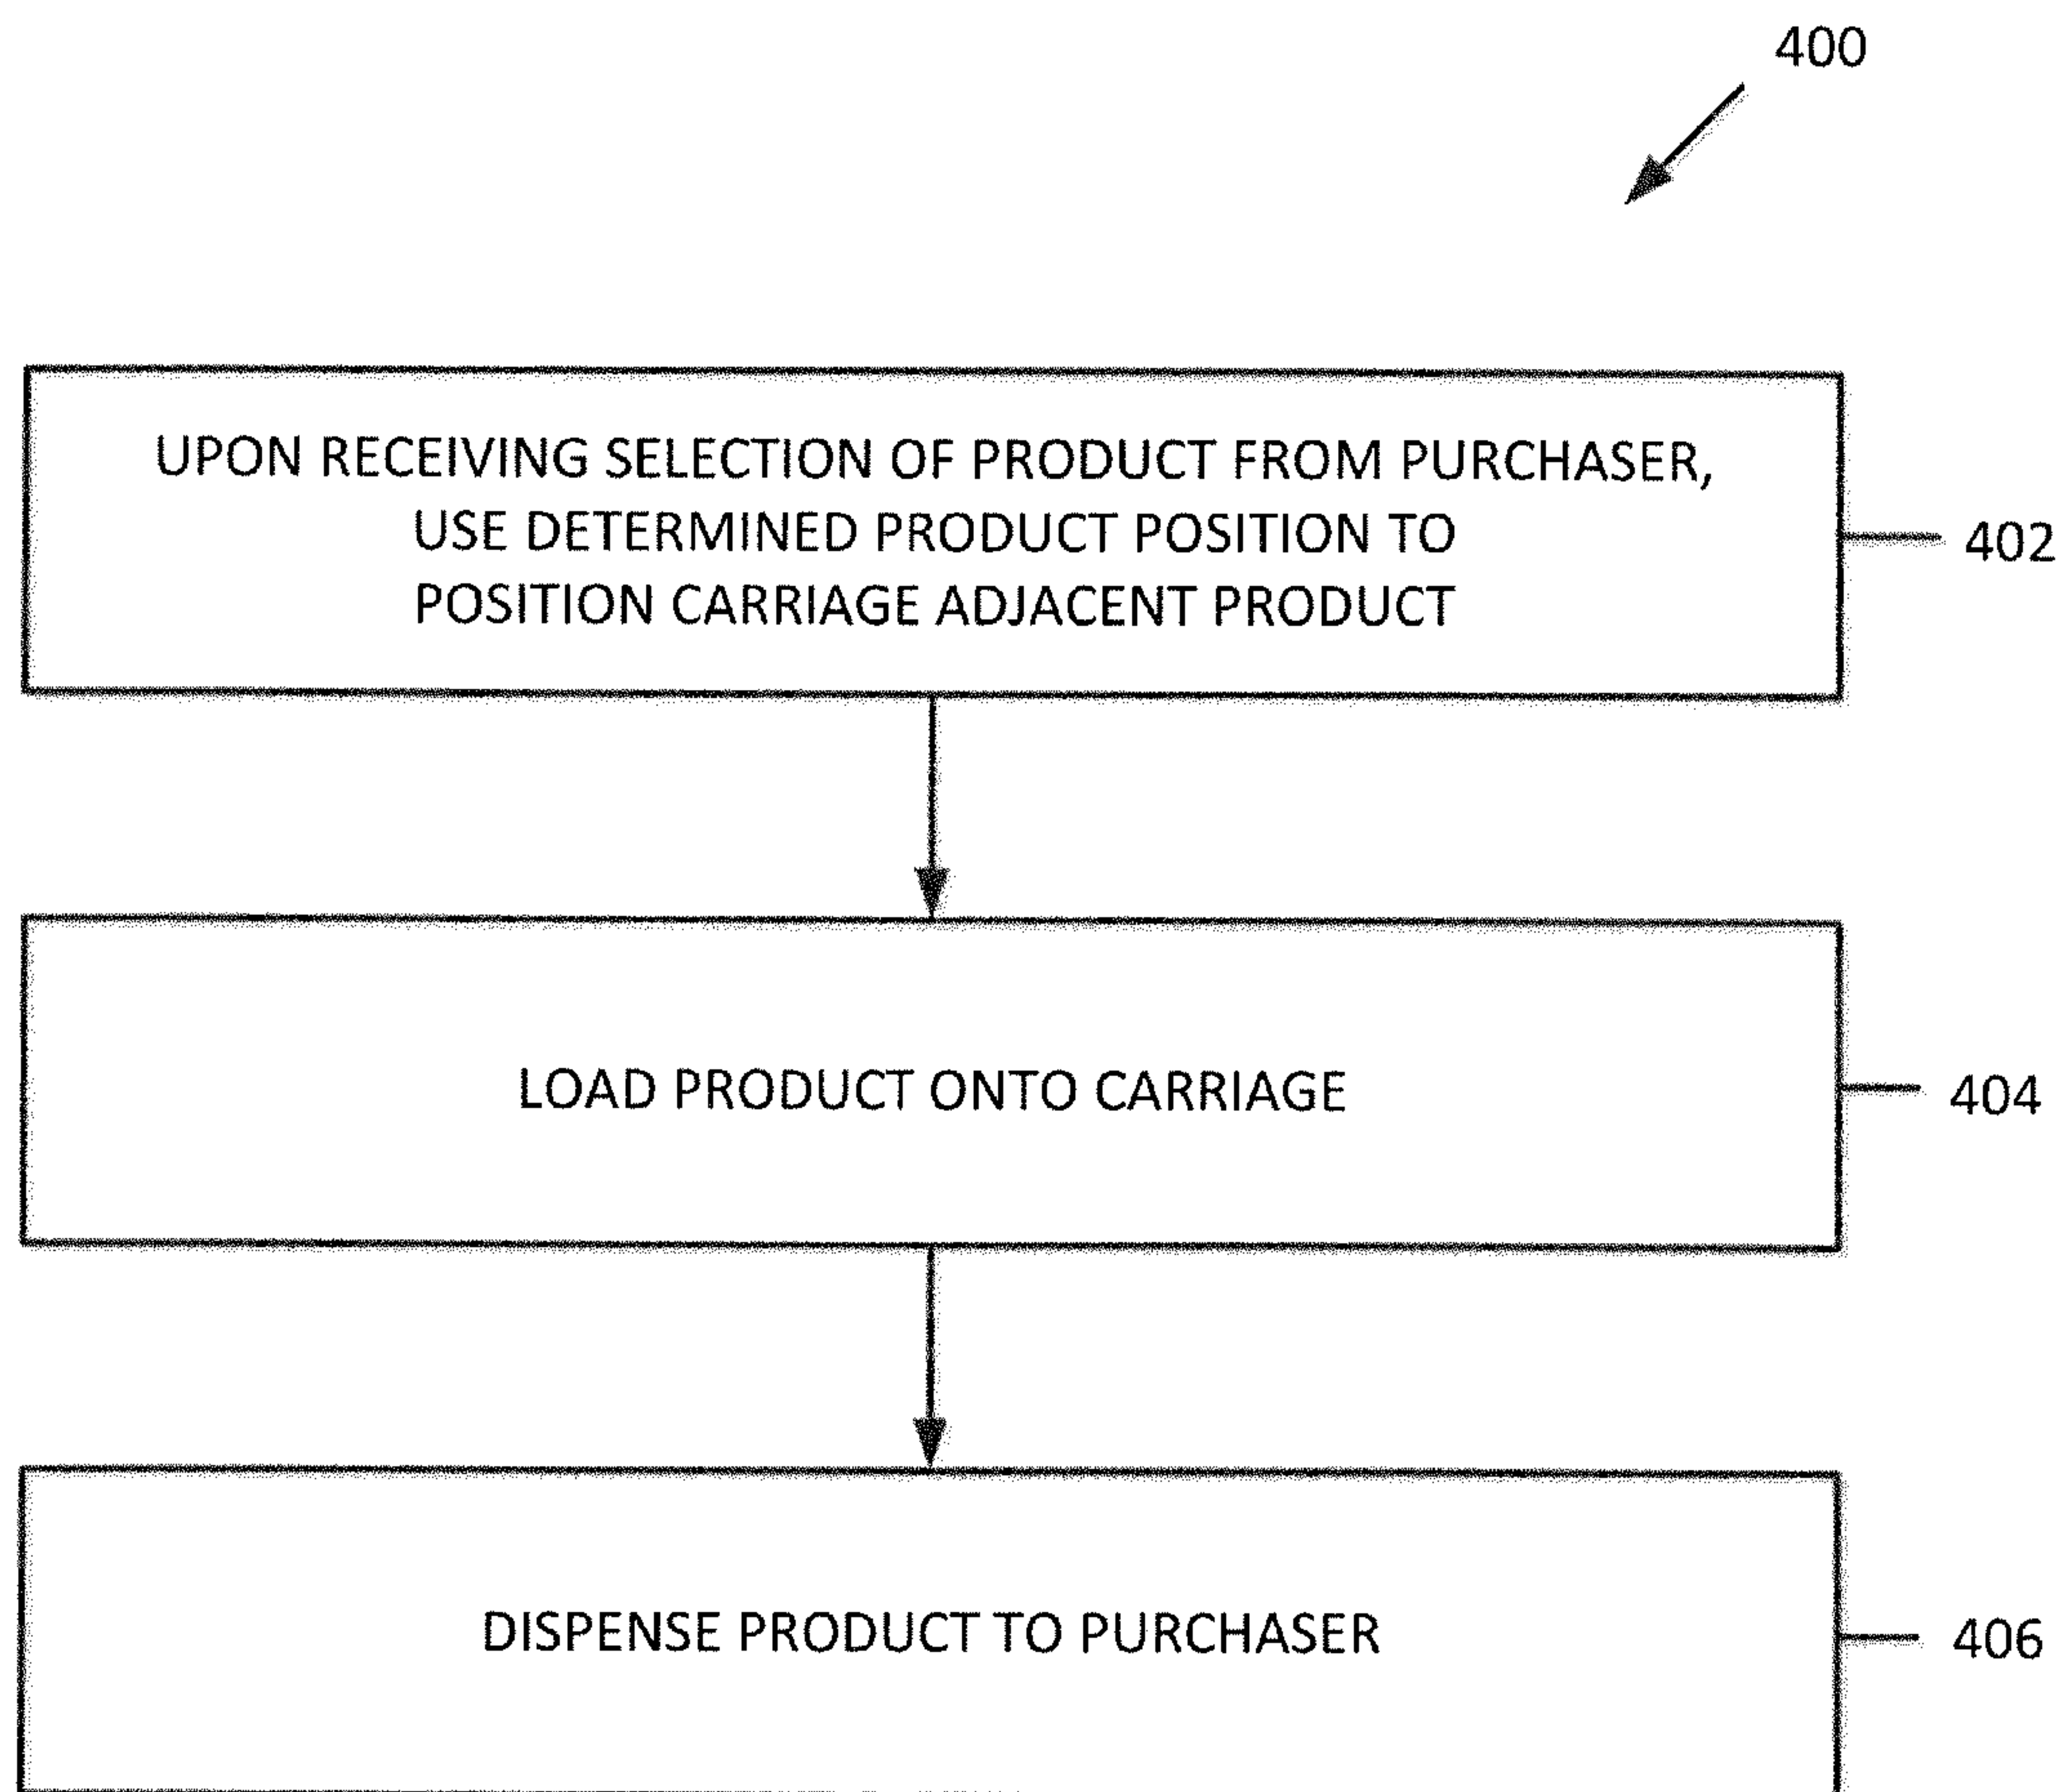 400
UPON RECEIVING SELECTION OF PRODUCT FROM PURCHASER,
USE DETERMINED PRODUCT POSITION TO
POSITION CARRIAGE ADJACENT PRODUCT
402
LOAD PRODUCT ONTO CARRIAGE
404
DISPENSE PRODUCT TO PURCHASER
406